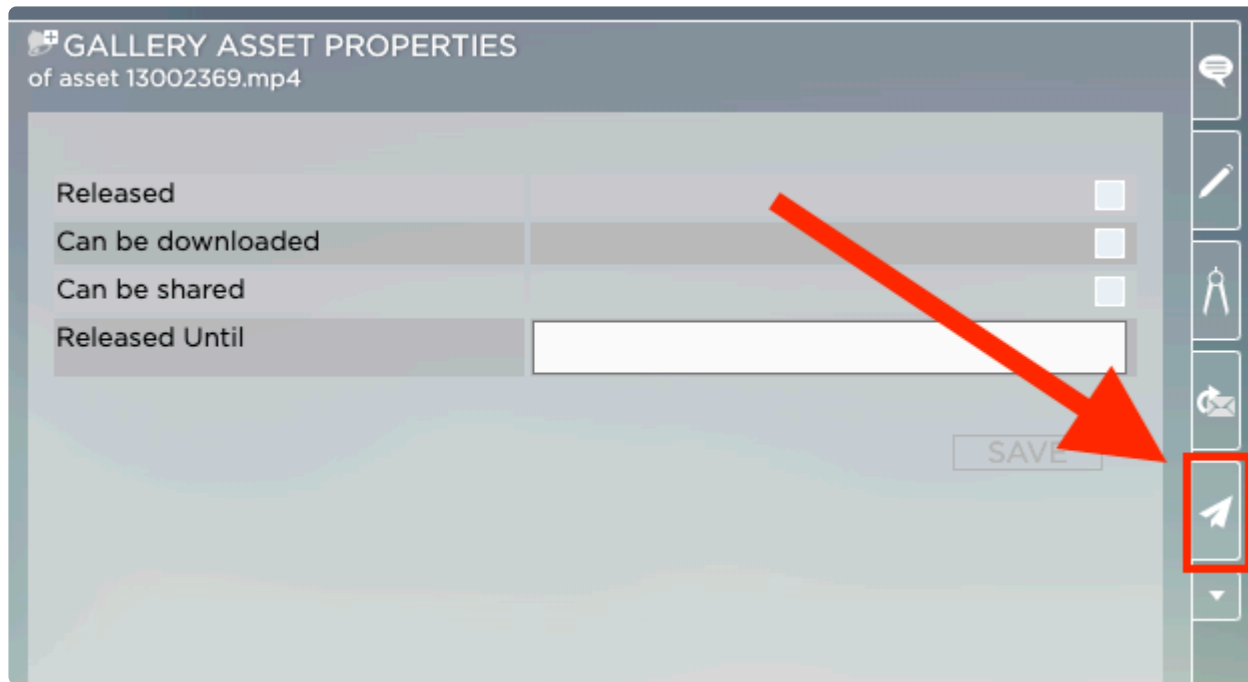 GALLERY ASSET PROPERTIES
of asset 13002369.mp4
Released
Can be downloaded
Can be shared
Released Until
SAVE